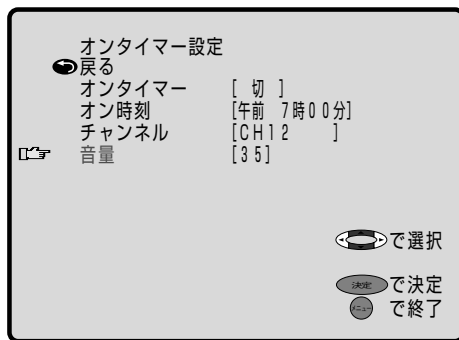 オンタイマー設定
戻る
オンタイマー [ 切 ]
オン時刻 [午前 7時00分]
チャンネル [CH12 ]
音量 [35]
で選択
決定 で決定
メニュー で終了